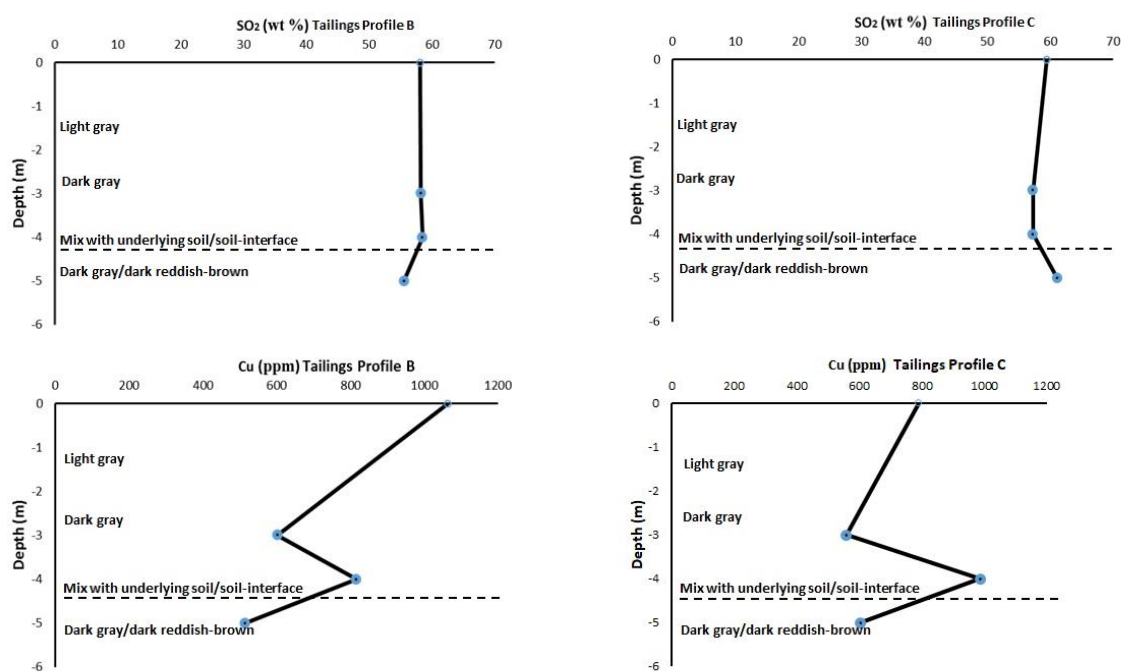 SO2 (wt %) Tailings Profile B
0 10 20 30 40 50 60 70
0
-1
Light gray
-2
Dark gray
-3
-4
Mix with underlying soil/soil-interface
Dark gray/dark reddish-brown
-5
-6
Depth (m)
SO2 (wt %) Tailings Profile C
0 10 20 30 40 50 60 70
0
-1
Light gray
-2
Dark gray
-3
-4
Mix with underlying soil/soil-interface
Dark gray/dark reddish-brown
-5
-6
Depth (m)
Cu (ppm) Tailings Profile B
0 200 400 600 800 1000 1200
0
-1
Light gray
-2
Dark gray
-3
-4
Mix with underlying soil/soil-interface
-5
Dark gray/dark reddish-brown
-6
Depth (m)
Cu (ppm) Tailings Profile C
0 200 400 600 800 1000 1200
0
-1
Light gray
-2
Dark gray
-3
-4
Mix with underlying soil/soil-interface
-5
Dark gray/dark reddish-brown
-6
Depth (m)